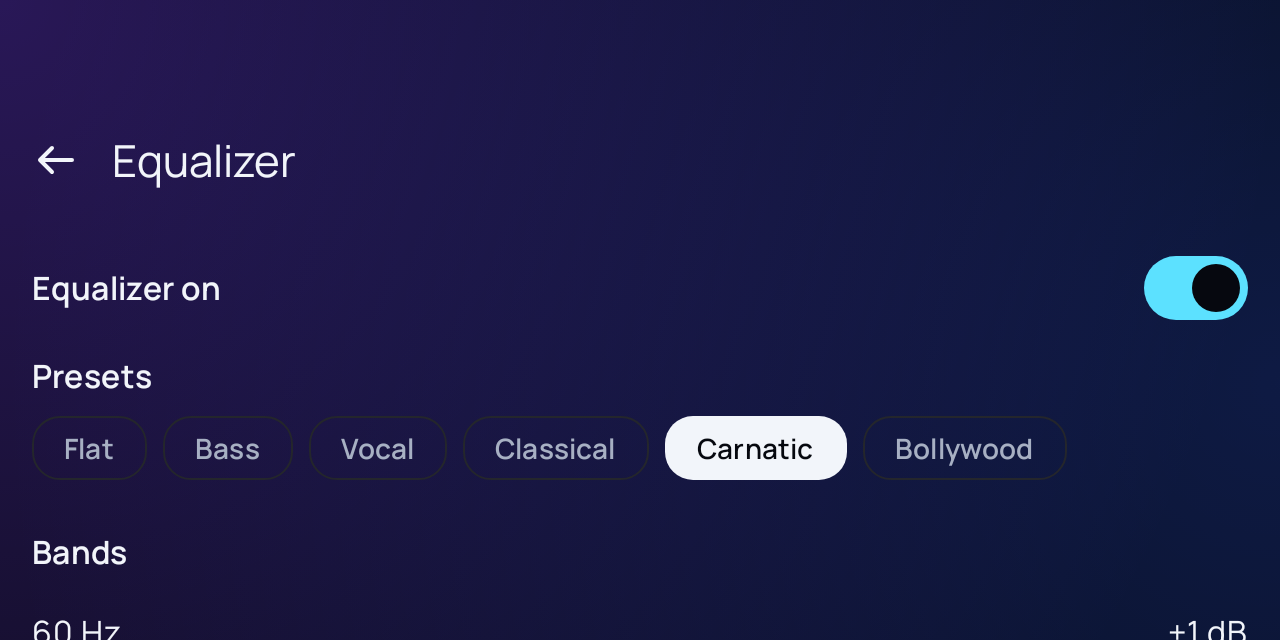 Equalizer
Equalizer on
Presets
Flat Bass Vocal Classical Carnatic Bollywood
Bands
60 Hz +1 dB